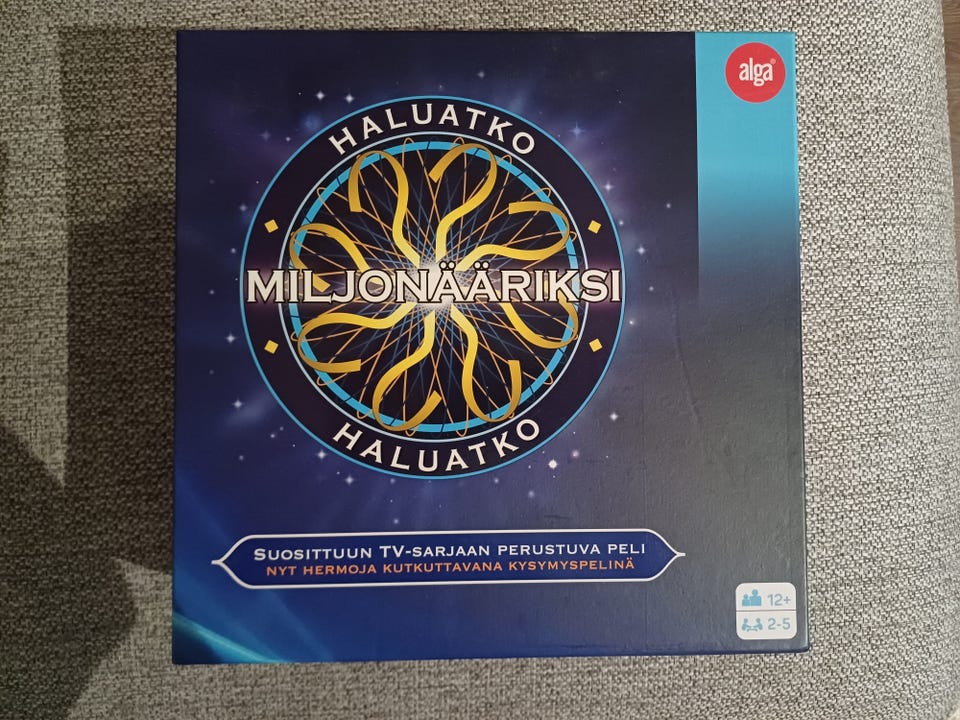 alga®
HALUATKO
MILJONÄÄRIKSI
HALUATKO
SUOSITTUUN TV-SARJAAN PERUSTUVA PELI
NYT HERMOJA KUTKUTTAVANA KYSYMYSPELINÄ
12+
2-5